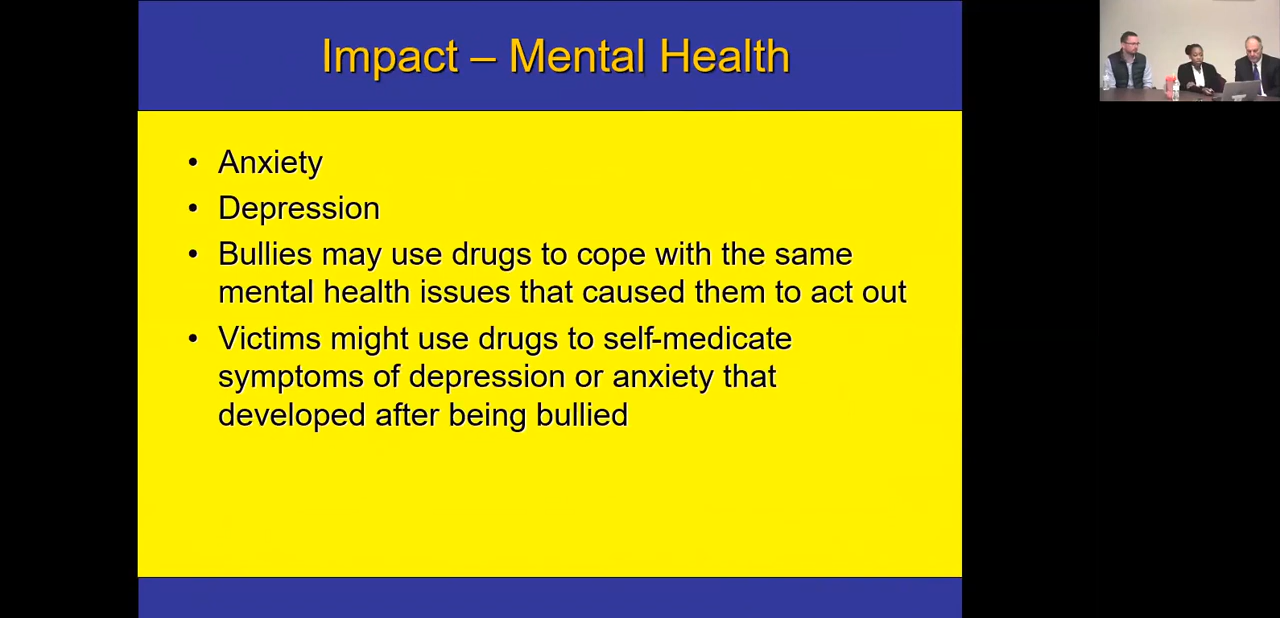 Impact – Mental Health
• Anxiety
• Depression
• Bullies may use drugs to cope with the same
mental health issues that caused them to act out
• Victims might use drugs to self-medicate
symptoms of depression or anxiety that
developed after being bullied